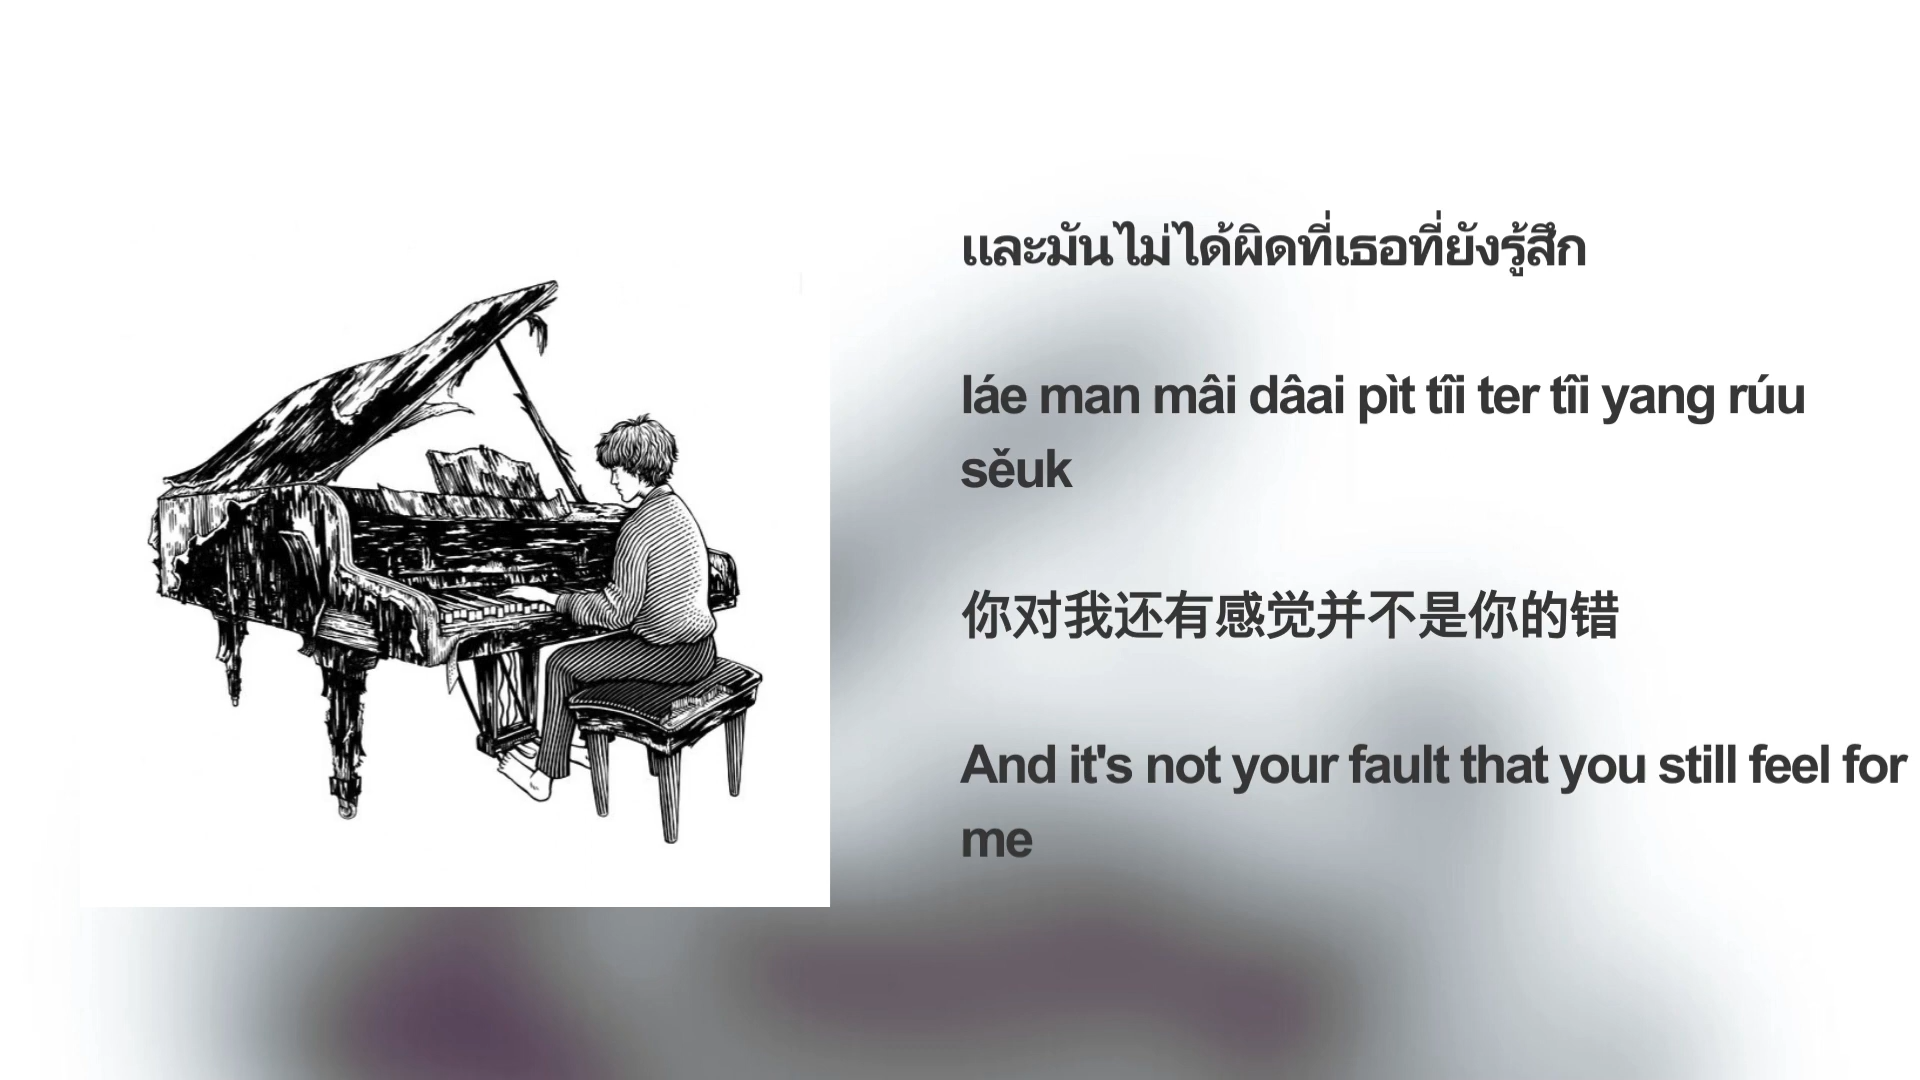 และมันไม่ได้ผิดที่เธอที่ยังรู้สึก
láe man mâi dâai pìt tîi ter tîi yang rúu
sěuk
你对我还有感觉并不是你的错
And it's not your fault that you still feel for
me